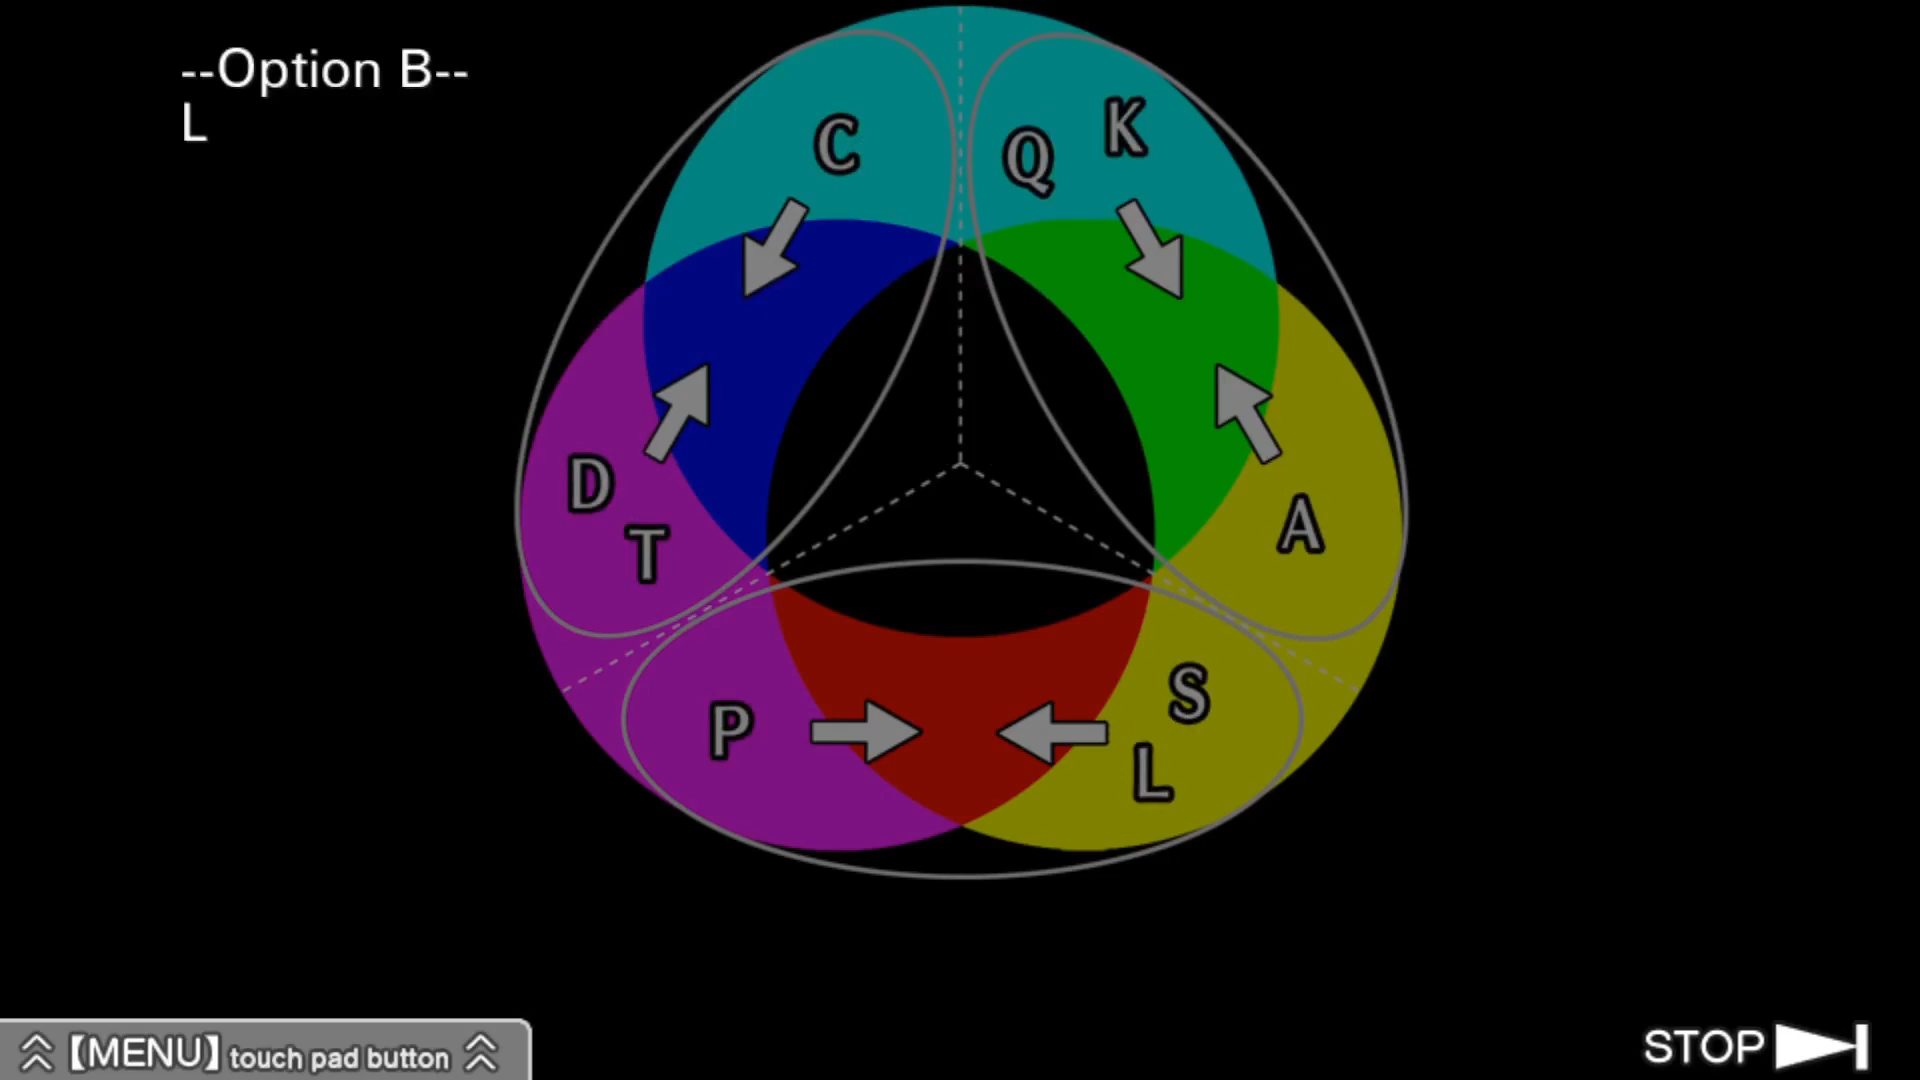 --Option B--
L
C
Q K
D
T
A
P
S
L
【MENU】touch pad button
STOP